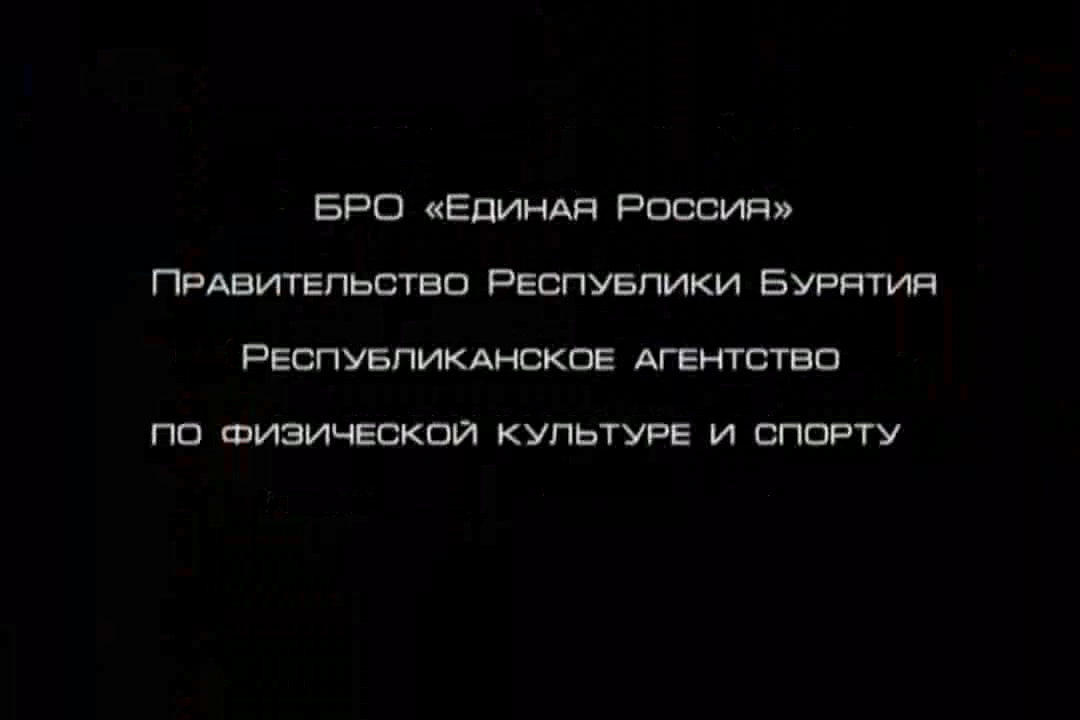 БРО «Единая Россия»
Правительство Республики Бурятия
Республиканское агентство
по физической культуре и спорту